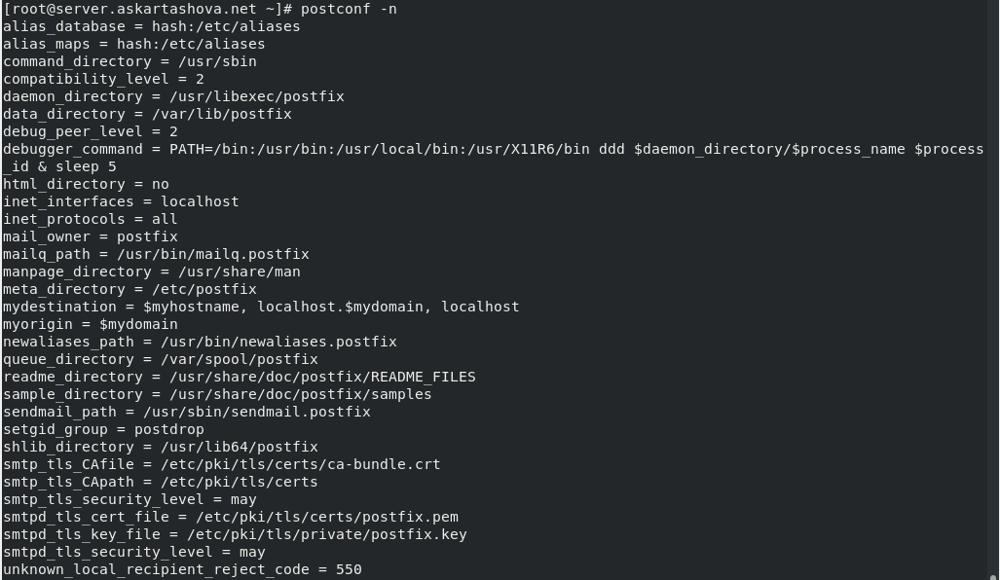 [root@server.askartashova.net ~]# postconf -n
alias_database = hash:/etc/aliases
alias_maps = hash:/etc/aliases
command_directory = /usr/sbin
compatibility_level = 2
daemon_directory = /usr/libexec/postfix
data_directory = /var/lib/postfix
debug_peer_level = 2
debugger_command = PATH=/bin:/usr/bin:/usr/local/bin:/usr/X11R6/bin ddd $daemon_directory/$process_name $process
_id & sleep 5
html_directory = no
inet_interfaces = localhost
inet_protocols = all
mail_owner = postfix
mailq_path = /usr/bin/mailq.postfix
manpage_directory = /usr/share/man
meta_directory = /etc/postfix
mydestination = $myhostname, localhost.$mydomain, localhost
myorigin = $mydomain
newaliases_path = /usr/bin/newaliases.postfix
queue_directory = /var/spool/postfix
readme_directory = /usr/share/doc/postfix/README_FILES
sample_directory = /usr/share/doc/postfix/samples
sendmail_path = /usr/sbin/sendmail.postfix
setgid_group = postdrop
shlib_directory = /usr/lib64/postfix
smtp_tls_CAfile = /etc/pki/tls/certs/ca-bundle.crt
smtp_tls_CApath = /etc/pki/tls/certs
smtp_tls_security_level = may
smtpd_tls_cert_file = /etc/pki/tls/certs/postfix.pem
smtpd_tls_key_file = /etc/pki/tls/private/postfix.key
smtpd_tls_security_level = may
unknown_local_recipient_reject_code = 550